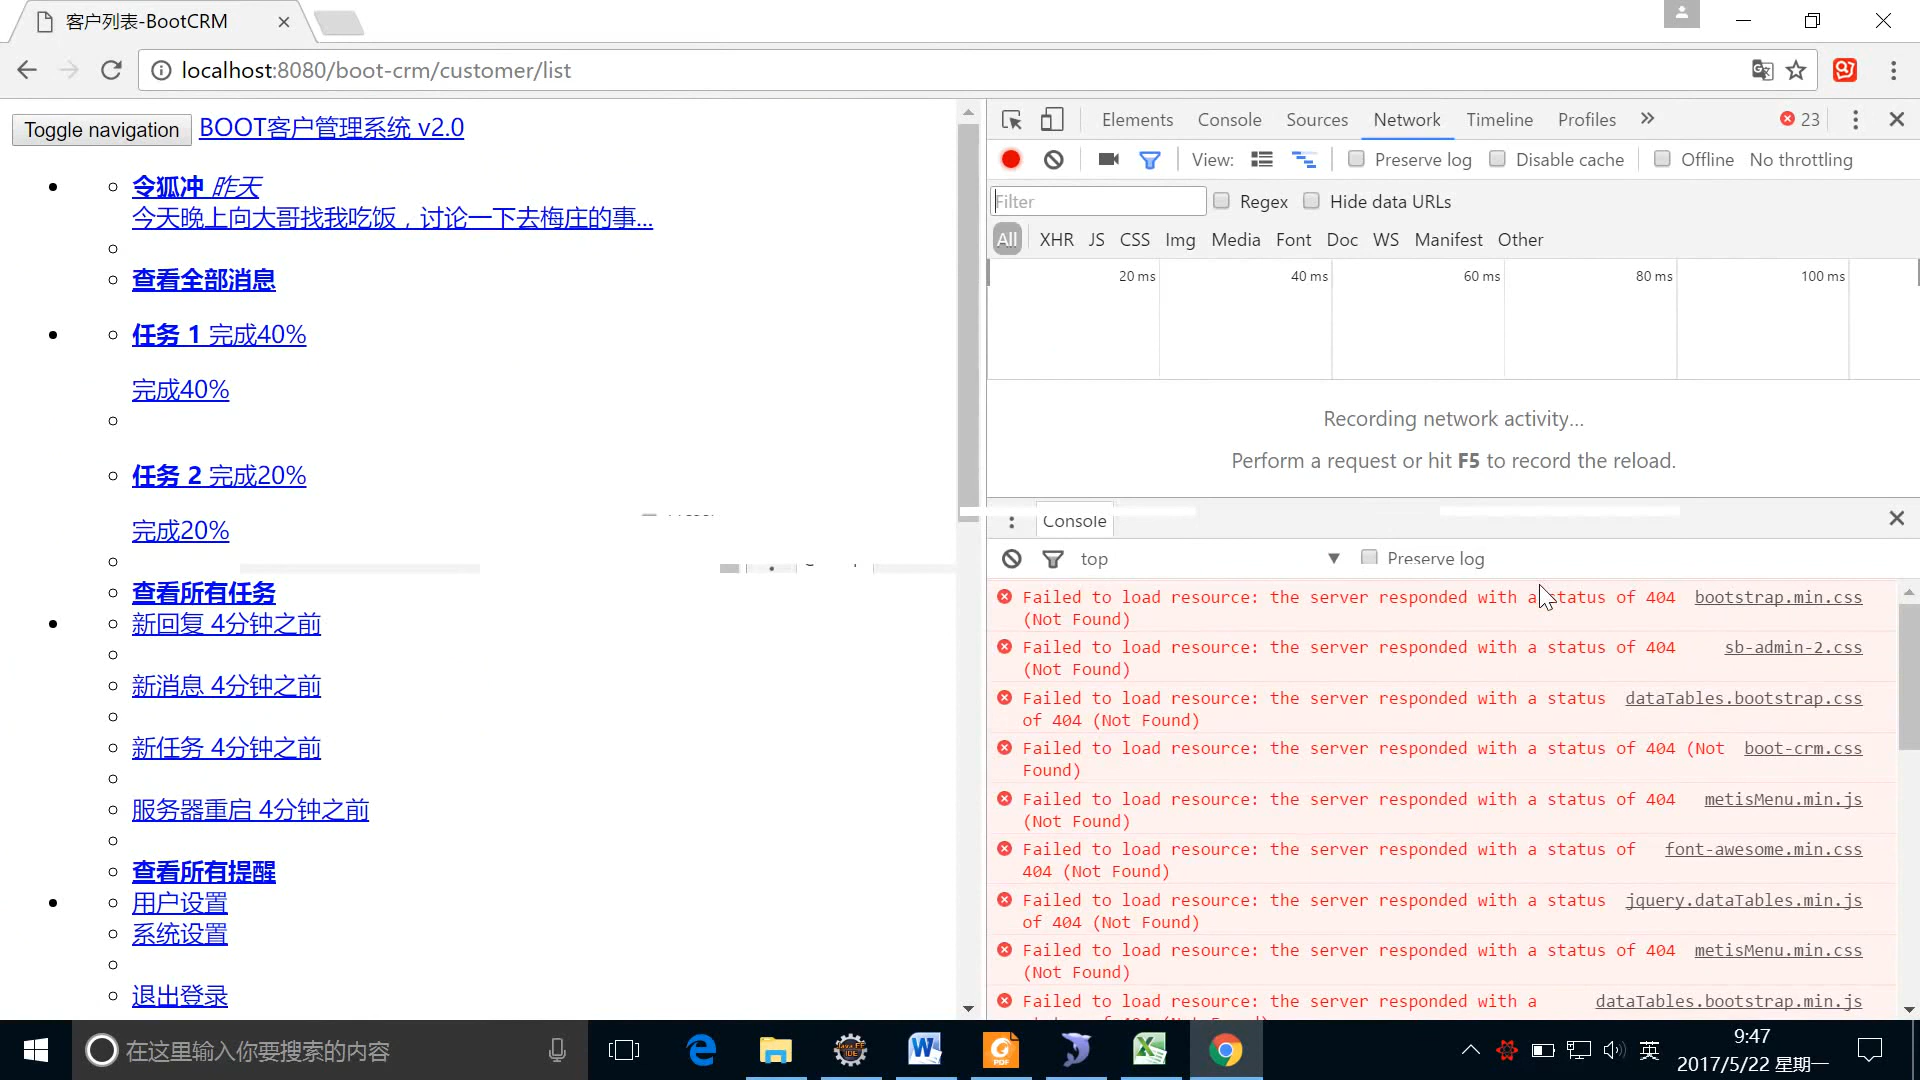 客户列表-BootCRM
localhost:8080/boot-crm/customer/list
Toggle navigation BOOT客户管理系统 v2.0
令狐冲 昨天
今天晚上向大哥找我吃饭，讨论一下去梅庄的事...
查看全部消息
任务 1 完成40%
完成40%
任务 2 完成20%
完成20%
查看所有任务
新回复 4分钟之前
新消息 4分钟之前
新任务 4分钟之前
服务器重启 4分钟之前
查看所有提醒
用户设置
系统设置
退出登录
Elements Console Sources Network Timeline Profiles » 23
View: Preserve log Disable cache Offline No throttling
Filter Regex Hide data URLs
All XHR JS CSS Img Media Font Doc WS Manifest Other
20 ms 40 ms 60 ms 80 ms 100 ms
Recording network activity...
Perform a request or hit F5 to record the reload.
Console
top ▼ Preserve log
Failed to load resource: the server responded with a status of 404 bootstrap.min.css
(Not Found)
Failed to load resource: the server responded with a status of 404 sb-admin-2.css
(Not Found)
Failed to load resource: the server responded with a status dataTables.bootstrap.css
of 404 (Not Found)
Failed to load resource: the server responded with a status of 404 (Not boot-crm.css
Found)
Failed to load resource: the server responded with a status of 404 metisMenu.min.js
(Not Found)
Failed to load resource: the server responded with a status of font-awesome.min.css
404 (Not Found)
Failed to load resource: the server responded with a status jquery.dataTables.min.js
of 404 (Not Found)
Failed to load resource: the server responded with a status of 404 metisMenu.min.css
(Not Found)
Failed to load resource: the server responded with a dataTables.bootstrap.min.js
在这里输入你要搜索的内容
英
9:47
2017/5/22 星期一